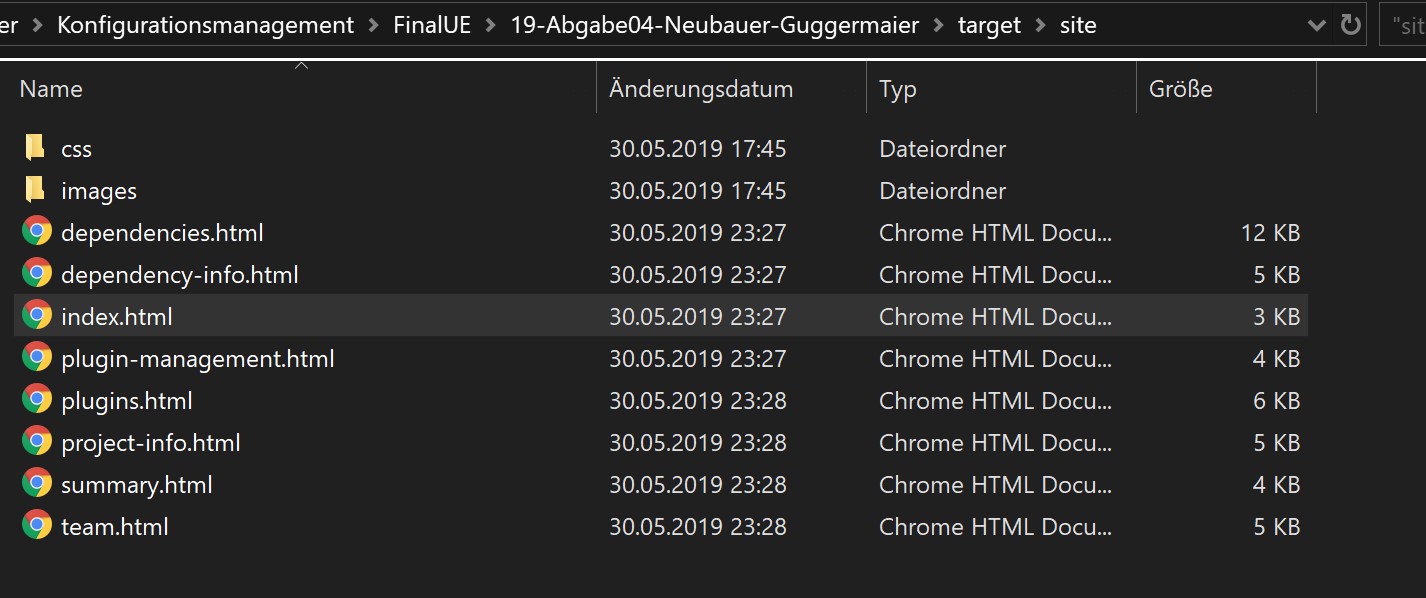 er > Konfigurationsmanagement > FinalUE > 19-Abgabe04-Neubauer-Guggermaier > target > site "sit
Name Änderungsdatum Typ Größe
css 30.05.2019 17:45 Dateiordner
images 30.05.2019 17:45 Dateiordner
dependencies.html 30.05.2019 23:27 Chrome HTML Docu... 12 KB
dependency-info.html 30.05.2019 23:27 Chrome HTML Docu... 5 KB
index.html 30.05.2019 23:27 Chrome HTML Docu... 3 KB
plugin-management.html 30.05.2019 23:27 Chrome HTML Docu... 4 KB
plugins.html 30.05.2019 23:28 Chrome HTML Docu... 6 KB
project-info.html 30.05.2019 23:28 Chrome HTML Docu... 5 KB
summary.html 30.05.2019 23:28 Chrome HTML Docu... 4 KB
team.html 30.05.2019 23:28 Chrome HTML Docu... 5 KB